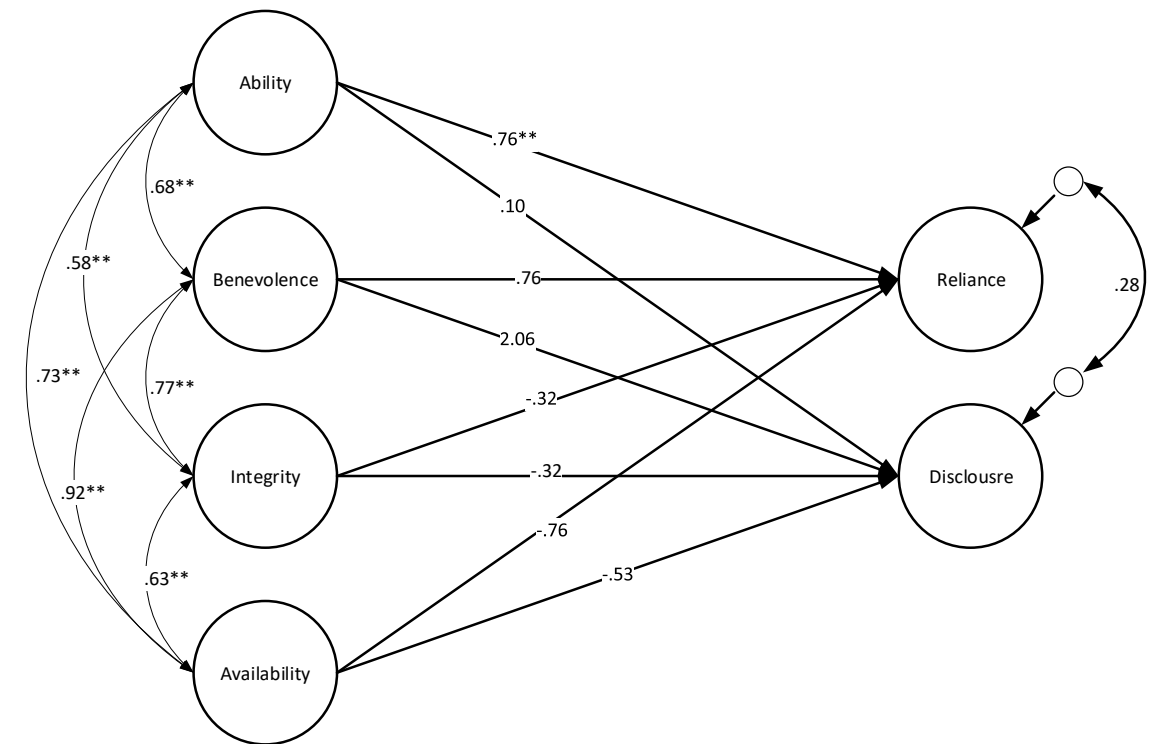 Ability
.76**
.68**
.10
.58**
Benevolence
.76
Reliance
.28
2.06
.73**
.77**
-.32
Integrity
-.32
Disclousre
.92**
-.76
.63**
-.53
Availability